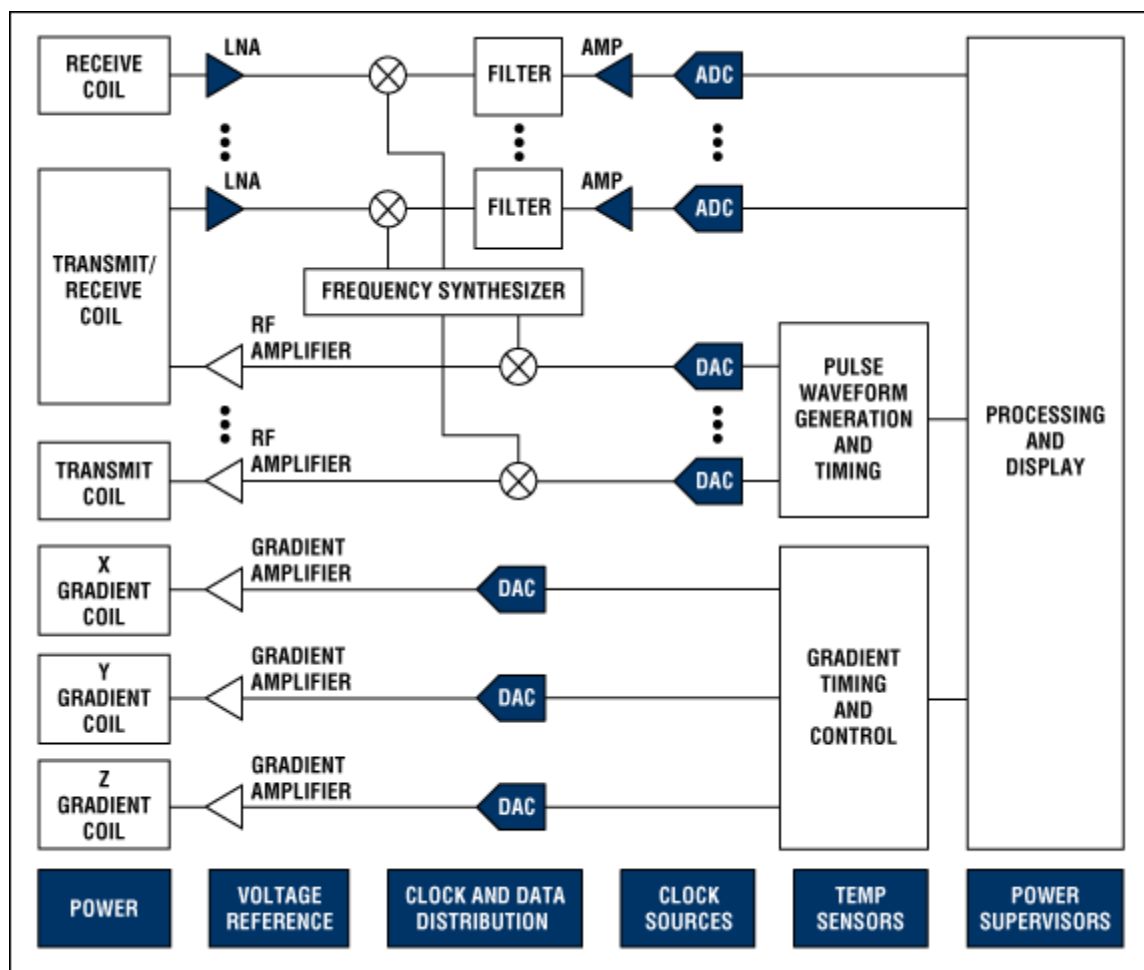 RECEIVE
COIL
LNA
FILTER
AMP
ADC
TRANSMIT/
RECEIVE
COIL
LNA
FILTER
AMP
ADC
FREQUENCY SYNTHESIZER
RF
AMPLIFIER
DAC
PULSE
WAVEFORM
GENERATION
AND
TIMING
PROCESSING
AND
DISPLAY
TRANSMIT
COIL
RF
AMPLIFIER
DAC
X
GRADIENT
COIL
GRADIENT
AMPLIFIER
DAC
Y
GRADIENT
COIL
GRADIENT
AMPLIFIER
DAC
GRADIENT
TIMING
AND
CONTROL
Z
GRADIENT
COIL
GRADIENT
AMPLIFIER
DAC
POWER
VOLTAGE
REFERENCE
CLOCK AND DATA
DISTRIBUTION
CLOCK
SOURCES
TEMP
SENSORS
POWER
SUPERVISORS